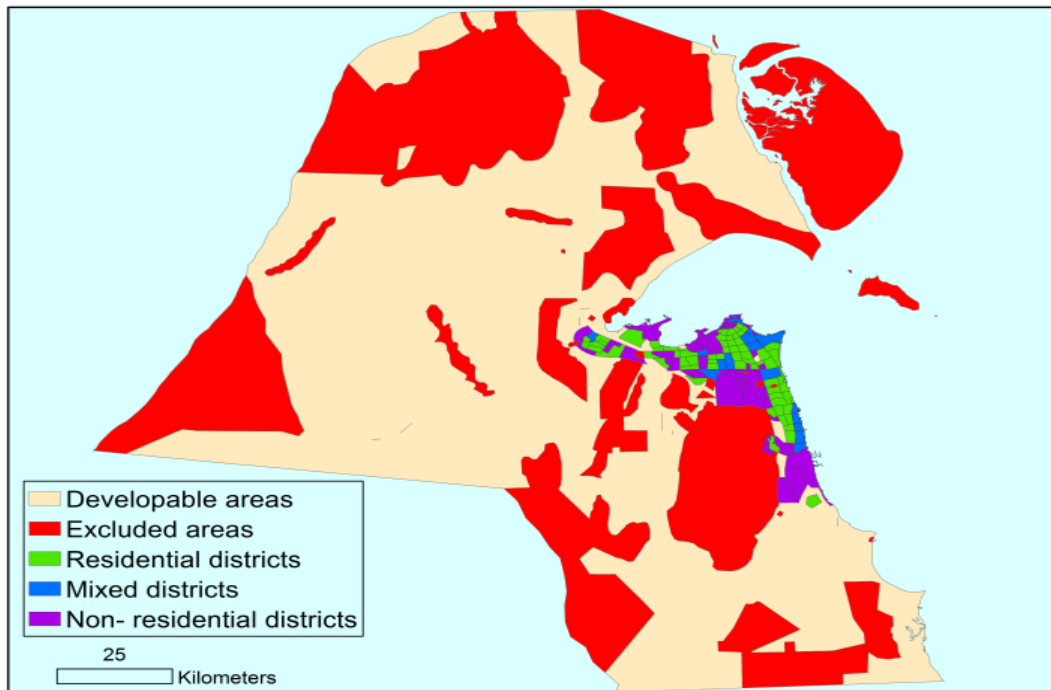 Developable areas
Excluded areas
Residential districts
Mixed districts
Non- residential districts
25
Kilometers